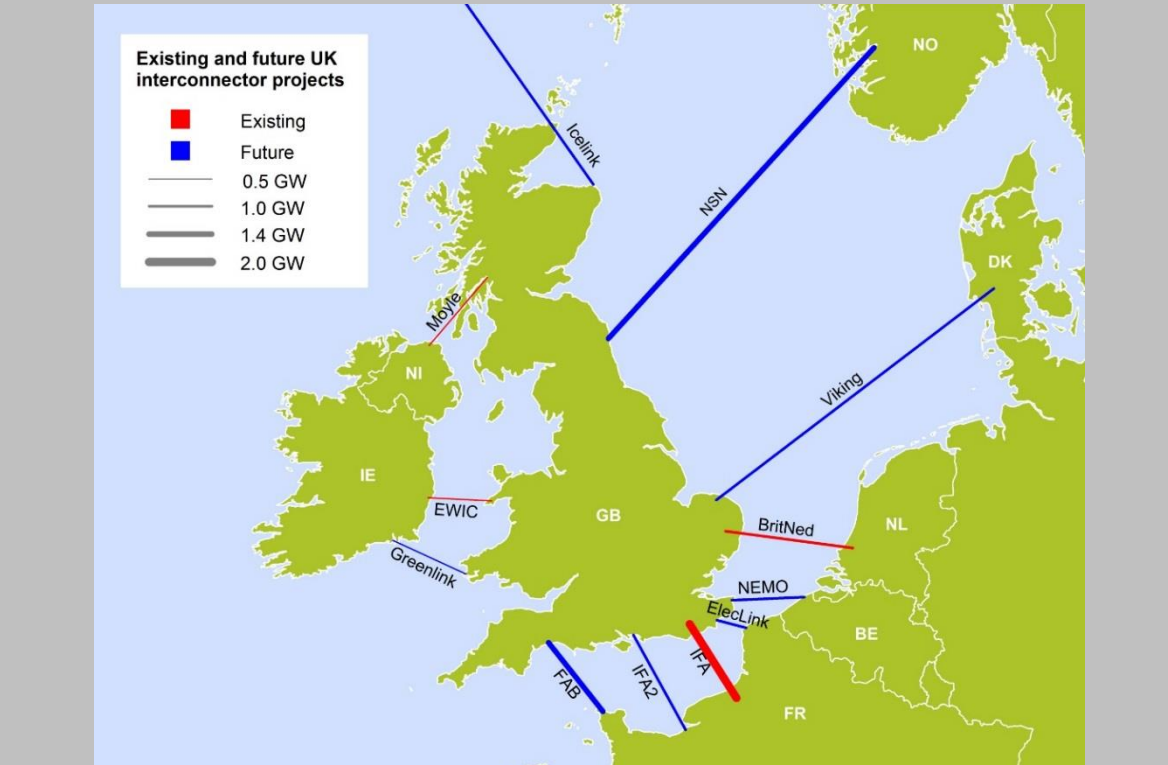 Existing and future UK
interconnector projects
Existing
Future
0.5 GW
1.0 GW
1.4 GW
2.0 GW
NO
Icelink
NSN
DK
Moyle
NI
Viking
IE
EWIC
GB
BritNed
NL
Greenlink
NEMO
ElecLink
BE
IFA
IFA2
FAB
FR